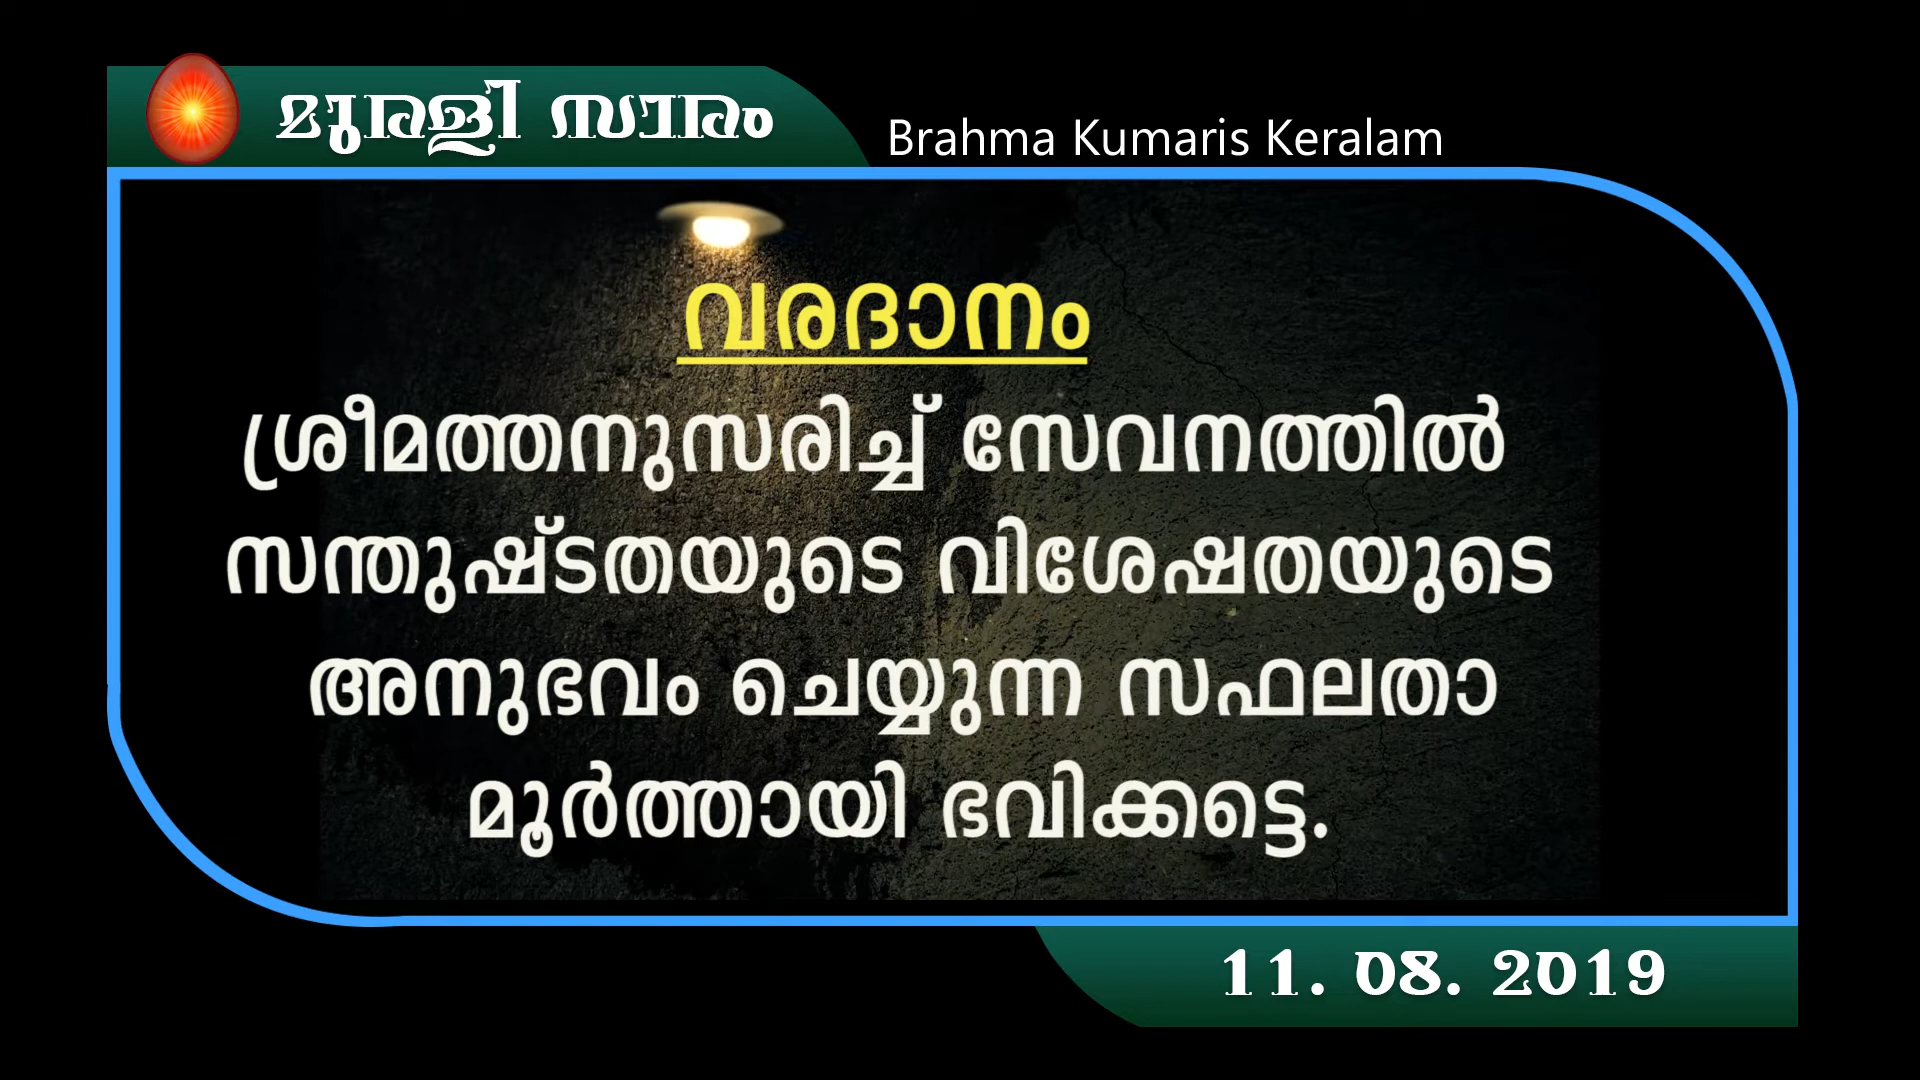 മുരളീ സാരം
Brahma Kumaris Keralam
വരദാനം
ശ്രീമത്തനുസരിച്ച് സേവനത്തിൽ
സന്തുഷ്ടതയുടെ വിശേഷതയുടെ
അനുഭവം ചെയ്യുന്ന സഫലതാ
മൂർത്തായി ഭവിക്കട്ടെ.
11. 08. 2019